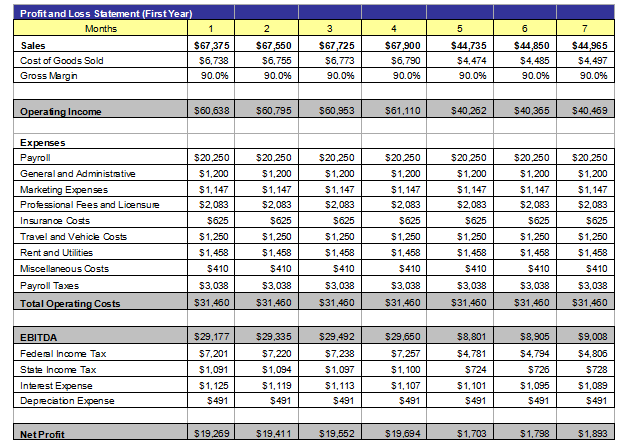 Profit and Loss Statement (First Year)
Months 1 2 3 4 5 6 7
Sales $67,375 $67,550 $67,725 $67,900 $44,735 $44,850 $44,965
Cost of Goods Sold $6,738 $6,755 $6,773 $6,790 $4,474 $4,485 $4,497
Gross Margin 90.0% 90.0% 90.0% 90.0% 90.0% 90.0% 90.0%
Operating Income $60,638 $60,795 $60,953 $61,110 $40,262 $40,365 $40,469
Expenses
Payroll $20,250 $20,250 $20,250 $20,250 $20,250 $20,250 $20,250
General and Administrative $1,200 $1,200 $1,200 $1,200 $1,200 $1,200 $1,200
Marketing Expenses $1,147 $1,147 $1,147 $1,147 $1,147 $1,147 $1,147
Professional Fees and Licensure $2,083 $2,083 $2,083 $2,083 $2,083 $2,083 $2,083
Insurance Costs $625 $625 $625 $625 $625 $625 $625
Travel and Vehicle Costs $1,250 $1,250 $1,250 $1,250 $1,250 $1,250 $1,250
Rent and Utilities $1,458 $1,458 $1,458 $1,458 $1,458 $1,458 $1,458
Miscellaneous Costs $410 $410 $410 $410 $410 $410 $410
Payroll Taxes $3,038 $3,038 $3,038 $3,038 $3,038 $3,038 $3,038
Total Operating Costs $31,460 $31,460 $31,460 $31,460 $31,460 $31,460 $31,460
EBITDA $29,177 $29,335 $29,492 $29,650 $8,801 $8,905 $9,008
Federal Income Tax $7,201 $7,220 $7,238 $7,257 $4,781 $4,794 $4,806
State Income Tax $1,091 $1,094 $1,097 $1,100 $724 $726 $728
Interest Expense $1,125 $1,119 $1,113 $1,107 $1,101 $1,095 $1,089
Depreciation Expense $491 $491 $491 $491 $491 $491 $491
Net Profit $19,269 $19,411 $19,552 $19,694 $1,703 $1,798 $1,893